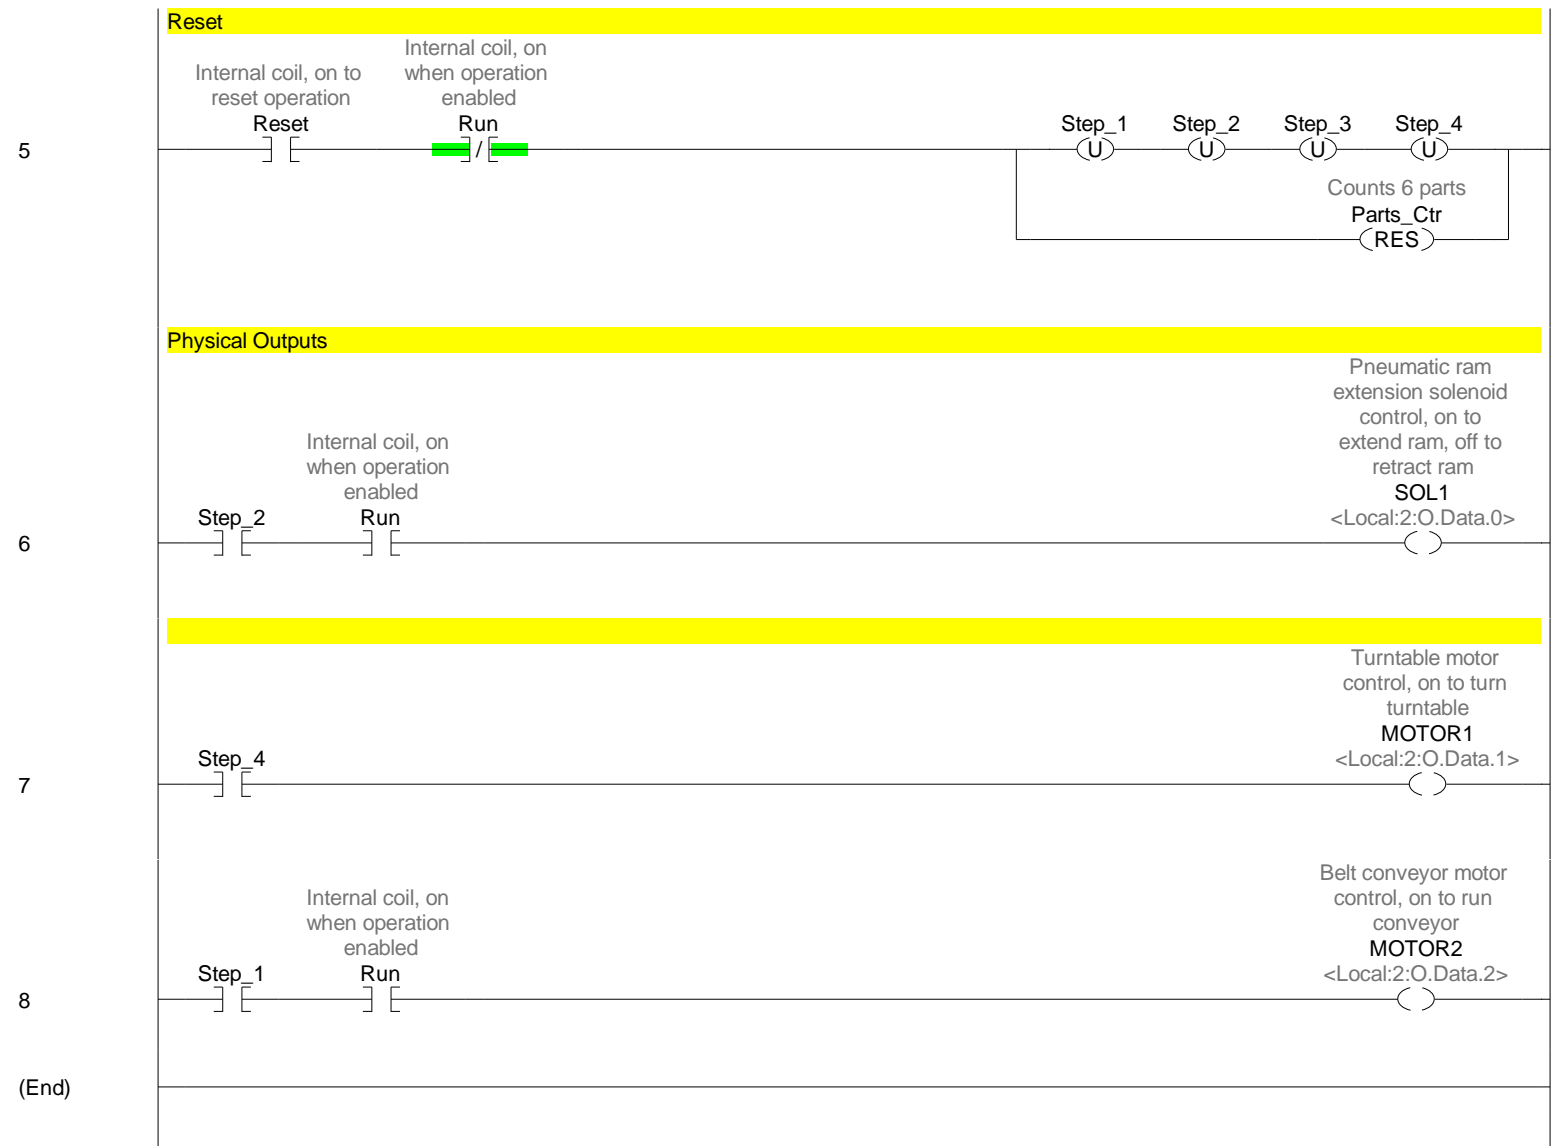 Reset
Internal coil, on to
reset operation
Reset
Internal coil, on
when operation
enabled
Run
/
Step_1
U
Step_2
U
Step_3
U
Step_4
U
5
Counts 6 parts
Parts_Ctr
RES
Physical Outputs
Pneumatic ram
extension solenoid
control, on to
extend ram, off to
retract ram
SOL1
<Local:2:O.Data.0>
Step_2
Internal coil, on
when operation
enabled
Run
6
Turntable motor
control, on to turn
turntable
MOTOR1
<Local:2:O.Data.1>
Step_4
7
Belt conveyor motor
control, on to run
conveyor
MOTOR2
<Local:2:O.Data.2>
Step_1
Internal coil, on
when operation
enabled
Run
8
(End)